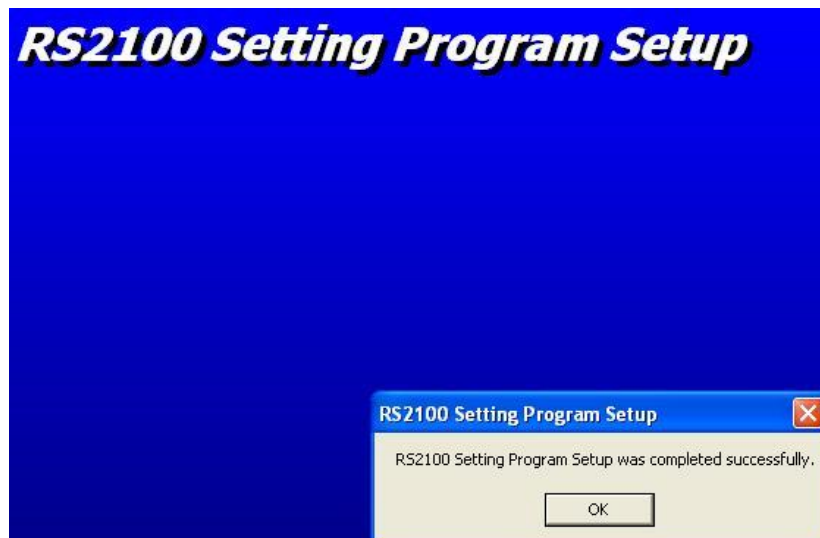 RS2100 Setting Program Setup
RS2100 Setting Program Setup
RS2100 Setting Program Setup was completed successfully.
OK